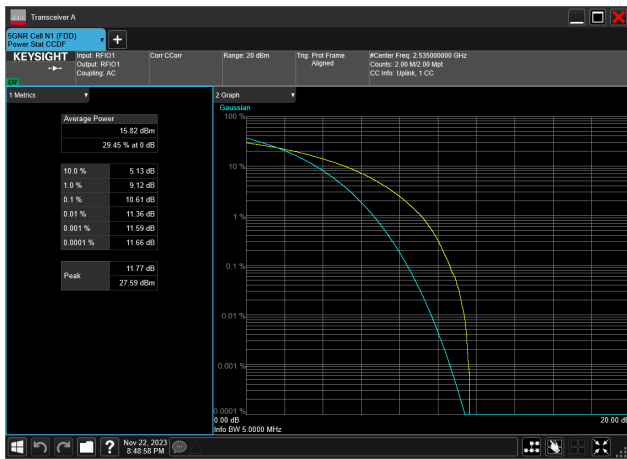 Transceiver A
5GNR Cell N1 (FDD)
Power Stat CCDF
KEYSIGHT
Input: RFIO1
Output: RFIO1
Coupling: AC
Corr CCorr
Range: 20 dBm
Trig: Prot Frame
Aligned
#Center Freq: 2.535000000 GHz
Counts: 2.00 M/2.00 Mpt
CC Info: Uplink, 1 CC
1 Metrics
Average Power
15.82 dBm
29.45 % at 0 dB
10.0 % 5.13 dB
1.0 % 9.12 dB
0.1 % 10.61 dB
0.01 % 11.36 dB
0.001 % 11.59 dB
0.0001 % 11.66 dB
Peak
11.77 dB
27.59 dBm
2 Graph
Gaussian
100 %
10 %
1 %
0.1 %
0.01 %
0.001 %
0.0001 %
0.00 dB
20.00 dB
Info BW 5.0000 MHz
Nov 22, 2023
8:48:58 PM